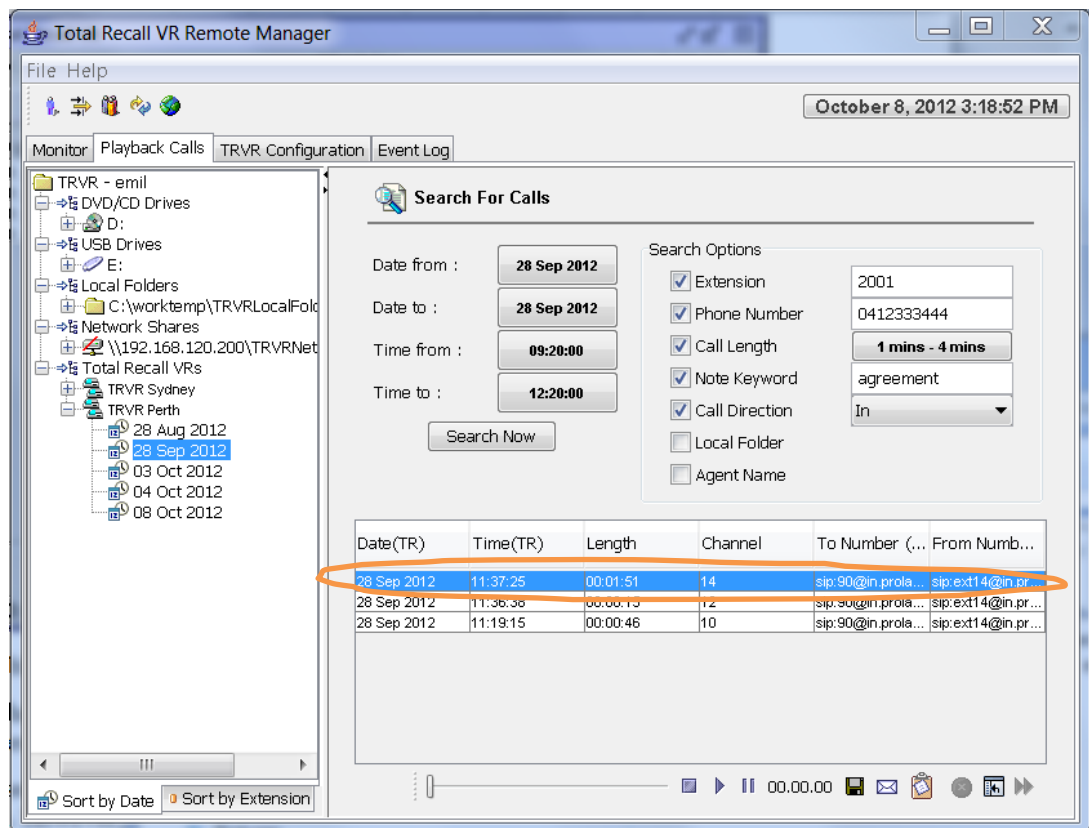 Total Recall VR Remote Manager
File Help
October 8, 2012 3:18:52 PM
Monitor Playback Calls TRVR Configuration Event Log
TRVR - emil
DVD/CD Drives
D:
USB Drives
E:
Local Folders
C:\worktemp\TRVRLocalFold
Network Shares
\\192.168.120.200\TRVRNet
Total Recall VRs
TRVR Sydney
TRVR Perth
28 Aug 2012
28 Sep 2012
03 Oct 2012
04 Oct 2012
08 Oct 2012
Sort by Date Sort by Extension
Search For Calls
Date from : 28 Sep 2012
Date to : 28 Sep 2012
Time from : 09:20:00
Time to : 12:20:00
Search Now
Search Options
Extension 2001
Phone Number 0412333444
Call Length 1 mins - 4 mins
Note Keyword agreement
Call Direction In
Local Folder
Agent Name
Date(TR) Time(TR) Length Channel To Number (... From Numb...
28 Sep 2012 11:37:25 00:01:51 14 sip:90@in.prola... sip:ext14@in.pr...
28 Sep 2012 11:36:38 00:00:15 12 sip:90@in.prola... sip:ext14@in.pr...
28 Sep 2012 11:19:15 00:00:46 10 sip:90@in.prola... sip:ext14@in.pr...
00.00.00